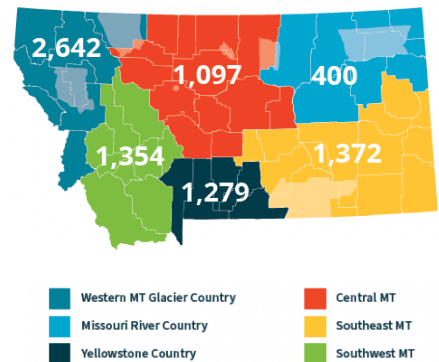 2,642
1,097
400
1,354
1,372
1,279
Western MT Glacier Country
Central MT
Missouri River Country
Southeast MT
Yellowstone Country
Southwest MT